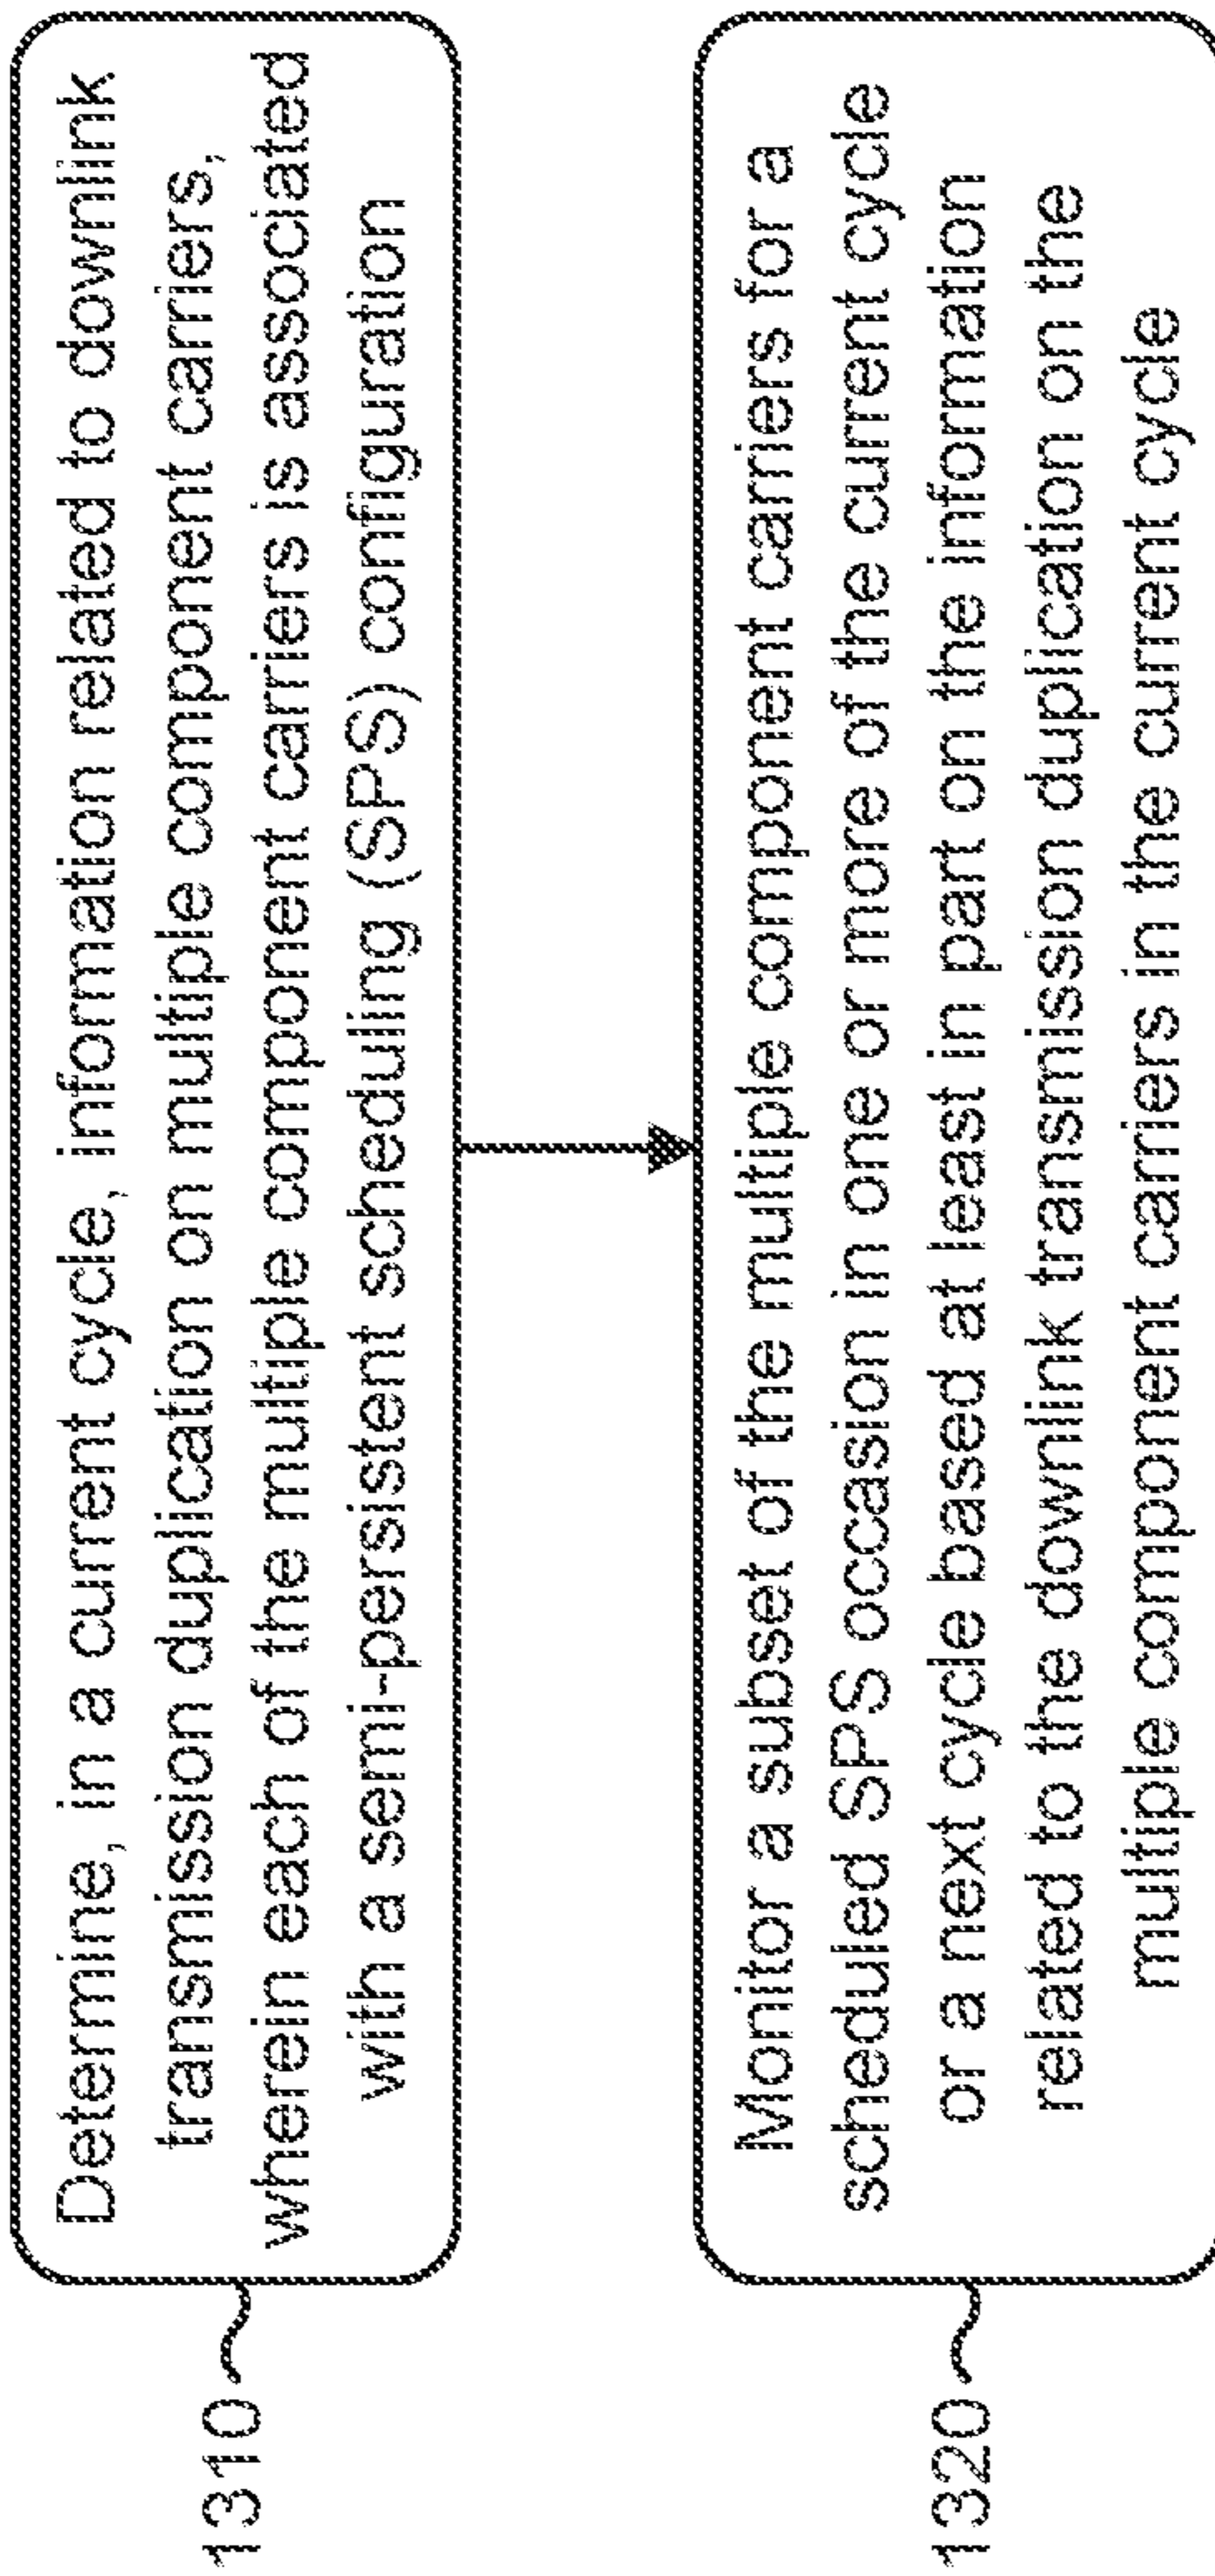 1310
Determine, in a current cycle, information related to downlink
transmission duplication on multiple component carriers,
wherein each of the multiple component carriers is associated
with a semi-persistent scheduling (SPS) configuration
1320
Monitor a subset of the multiple component carriers for a
scheduled SPS occasion in one or more of the current cycle
or a next cycle based at least in part on the information
related to the downlink transmission duplication on the
multiple component carriers in the current cycle